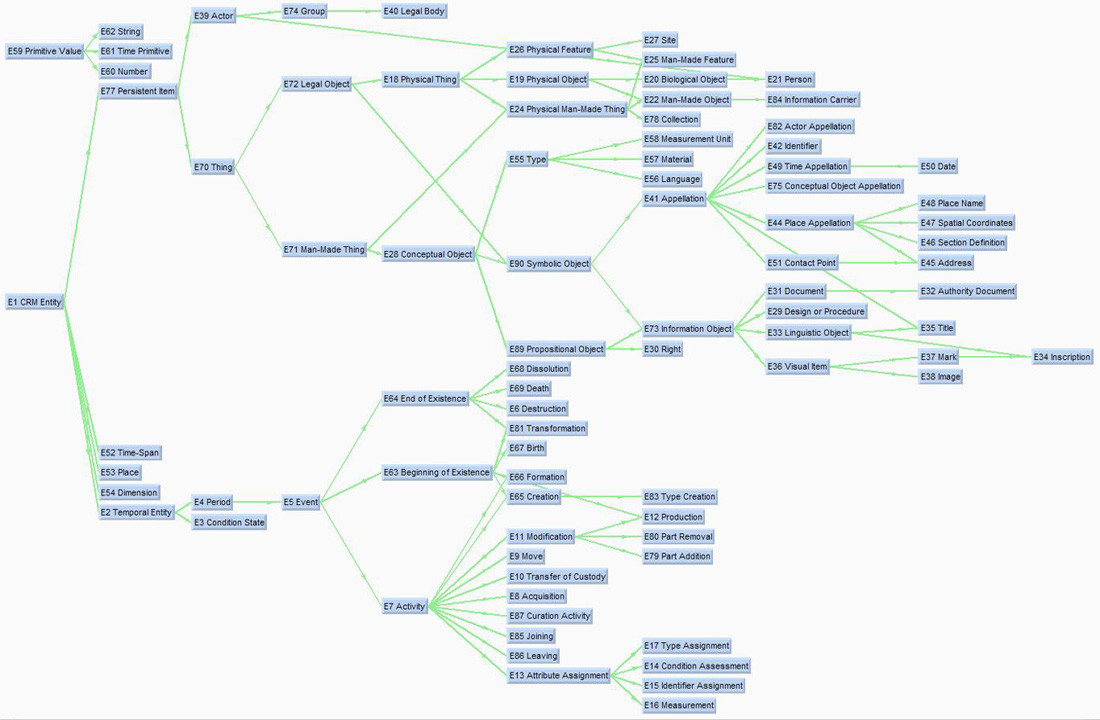 E39 Actor
E74 Group
E40 Legal Body
E59 Primitive Value
E62 String
E61 Time Primitive
E60 Number
E77 Persistent Item
E26 Physical Feature
E27 Site
E25 Man-Made Feature
E72 Legal Object
E18 Physical Thing
E19 Physical Object
E20 Biological Object
E21 Person
E22 Man-Made Object
E84 Information Carrier
E24 Physical Man-Made Thing
E78 Collection
E70 Thing
E55 Type
E58 Measurement Unit
E57 Material
E56 Language
E82 Actor Appellation
E42 Identifier
E49 Time Appellation
E50 Date
E75 Conceptual Object Appellation
E41 Appellation
E48 Place Name
E44 Place Appellation
E47 Spatial Coordinates
E46 Section Definition
E71 Man-Made Thing
E28 Conceptual Object
E90 Symbolic Object
E51 Contact Point
E45 Address
E31 Document
E32 Authority Document
E29 Design or Procedure
E1 CRM Entity
E73 Information Object
E33 Linguistic Object
E35 Title
E89 Propositional Object
E30 Right
E37 Mark
E34 Inscription
E36 Visual Item
E38 Image
E68 Dissolution
E69 Death
E64 End of Existence
E6 Destruction
E81 Transformation
E67 Birth
E52 Time-Span
E53 Place
E63 Beginning of Existence
E66 Formation
E54 Dimension
E65 Creation
E83 Type Creation
E2 Temporal Entity
E4 Period
E5 Event
E3 Condition State
E12 Production
E11 Modification
E80 Part Removal
E9 Move
E79 Part Addition
E10 Transfer of Custody
E8 Acquisition
E7 Activity
E87 Curation Activity
E85 Joining
E86 Leaving
E17 Type Assignment
E14 Condition Assessment
E13 Attribute Assignment
E15 Identifier Assignment
E16 Measurement